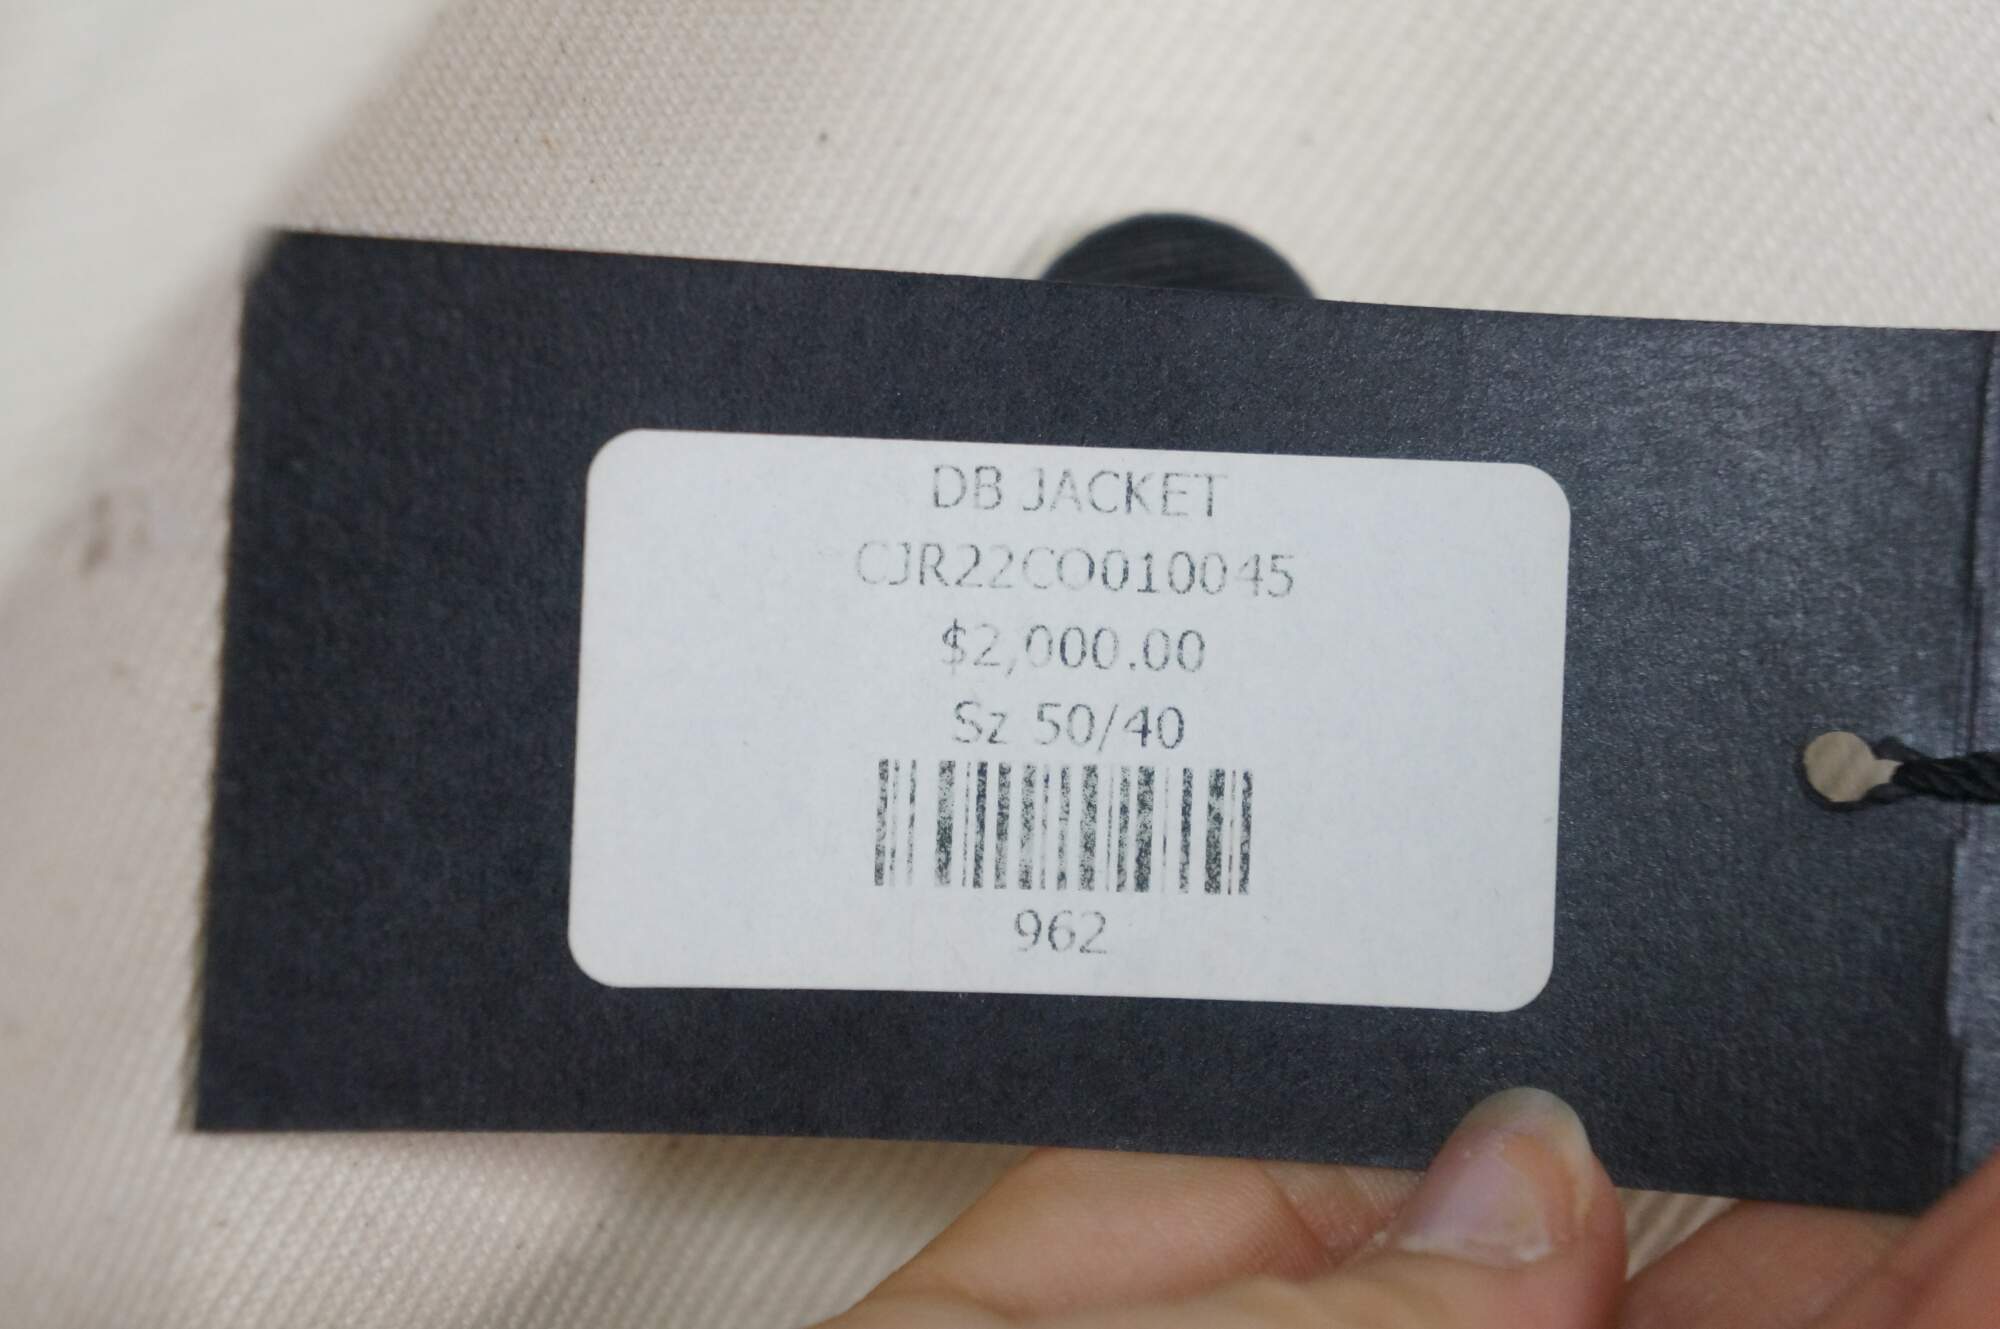 DB JACKET
CJR22CO010045
$2,000.00
Sz 50/40
962